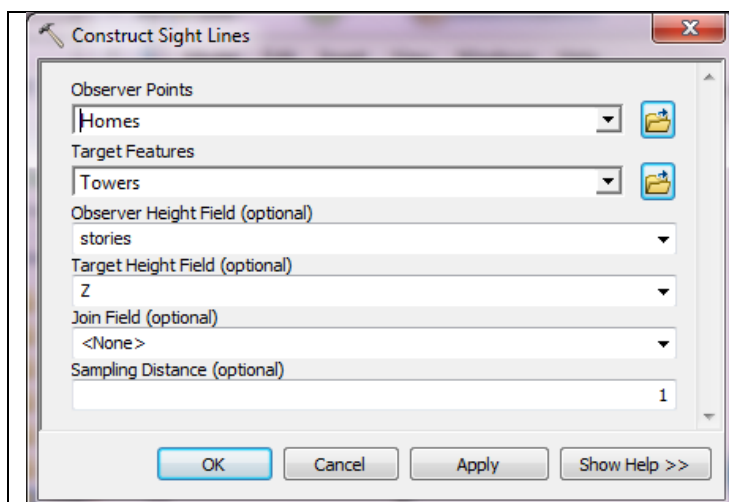 Construct Sight Lines
Observer Points
Homes
Target Features
Towers
Observer Height Field (optional)
stories
Target Height Field (optional)
Z
Join Field (optional)
<None>
Sampling Distance (optional)
1
OK Cancel Apply Show Help >>